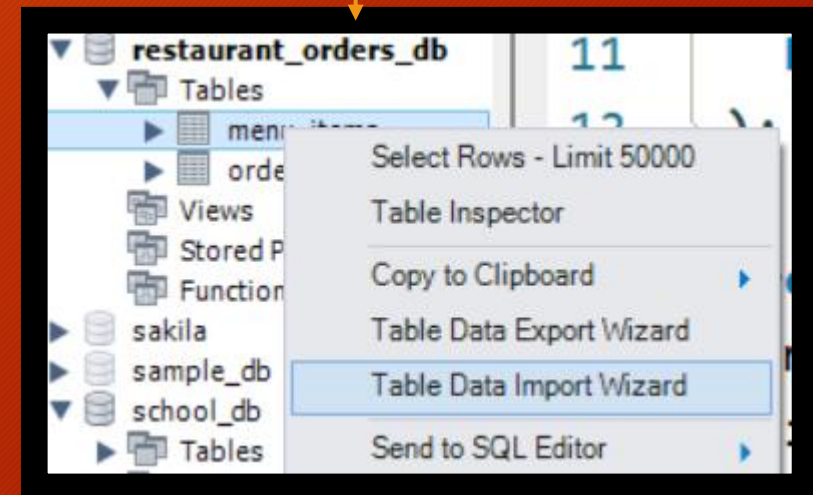 restaurant_orders_db
Tables
Views
sakila
sample_db
school_db
Tables
11
12
Select Rows - Limit 50000
Table Inspector
Copy to Clipboard
Table Data Export Wizard
Table Data Import Wizard
Send to SQL Editor